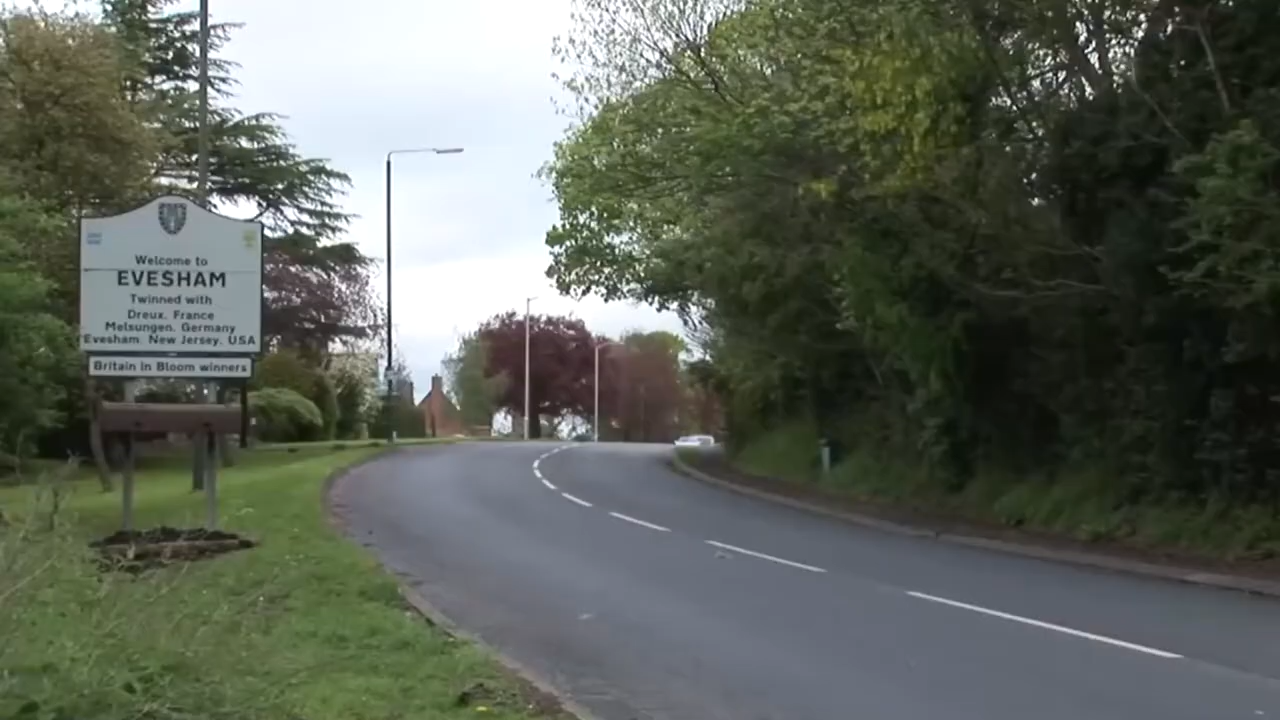 Welcome to
EVESHAM
Twinned with
Dreux. France
Melsungen. Germany
Evesham. New Jersey. USA
Britain in Bloom winners